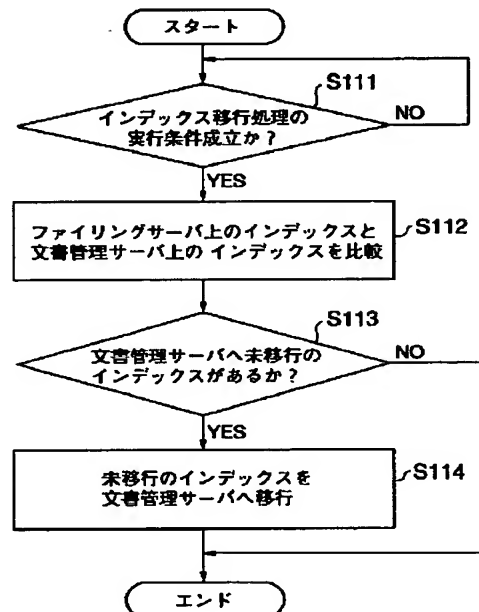 スタート
S111
インデックス移行処理の
実行条件成立か？
NO
YES
ファイリングサーバ上のインデックスと
文書管理サーバ上の インデックスを比較
S112
S113
文書管理サーバへ未移行の
インデックスがあるか？
NO
YES
未移行のインデックスを
文書管理サーバへ移行
S114
エンド